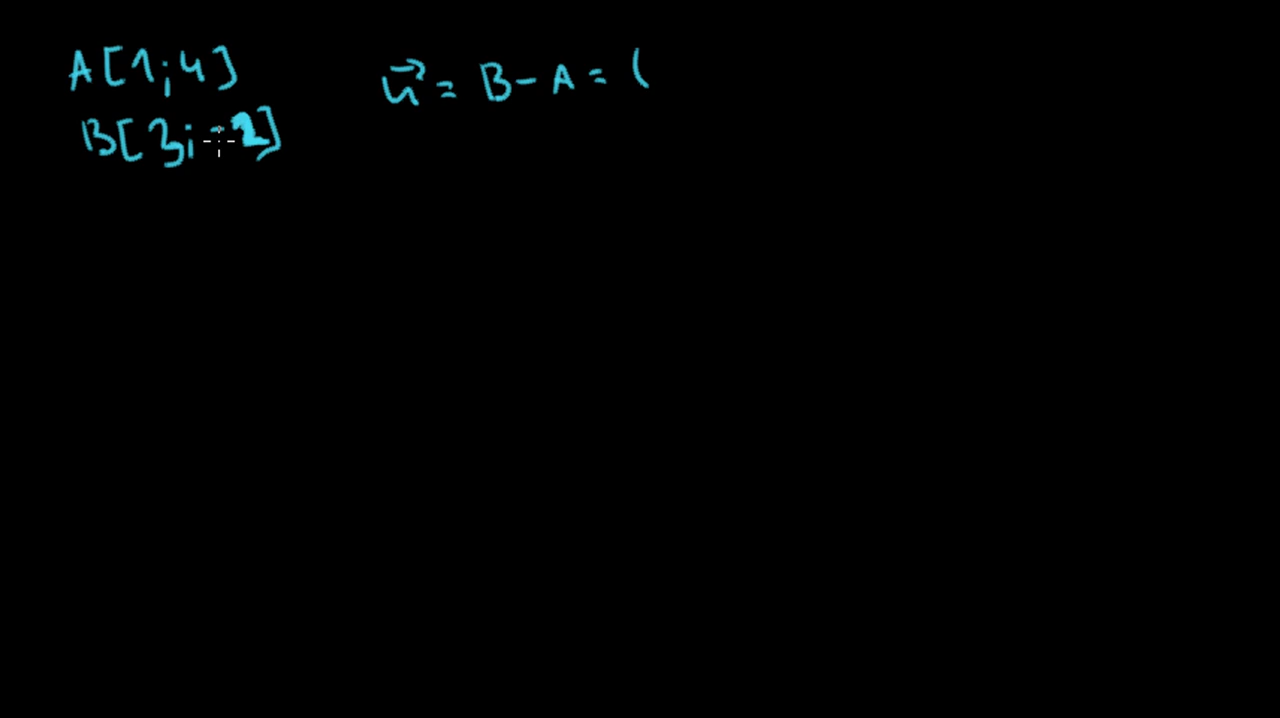 A[1;4]
B[3;-2]
u⃗ = B - A = (